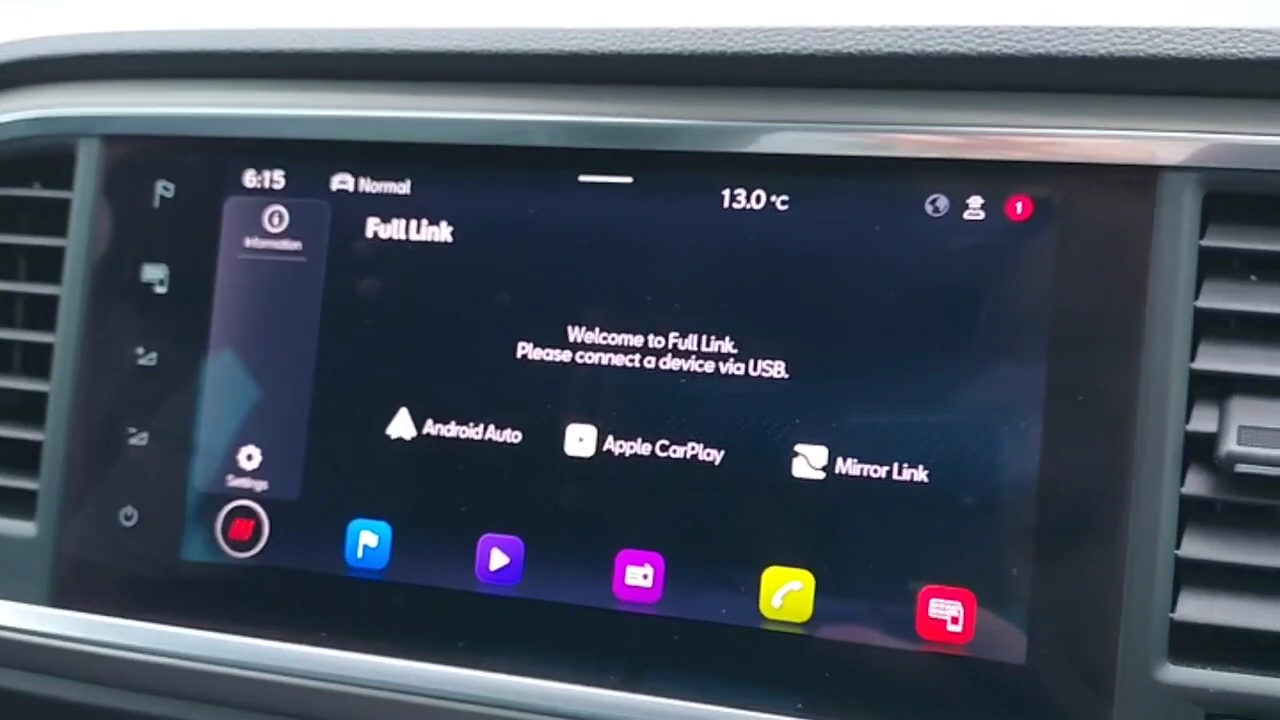 6:15
Normal
13.0 °C
1
Information
Full Link
Welcome to Full Link.
Please connect a device via USB.
Android Auto
Apple CarPlay
Mirror Link
Settings